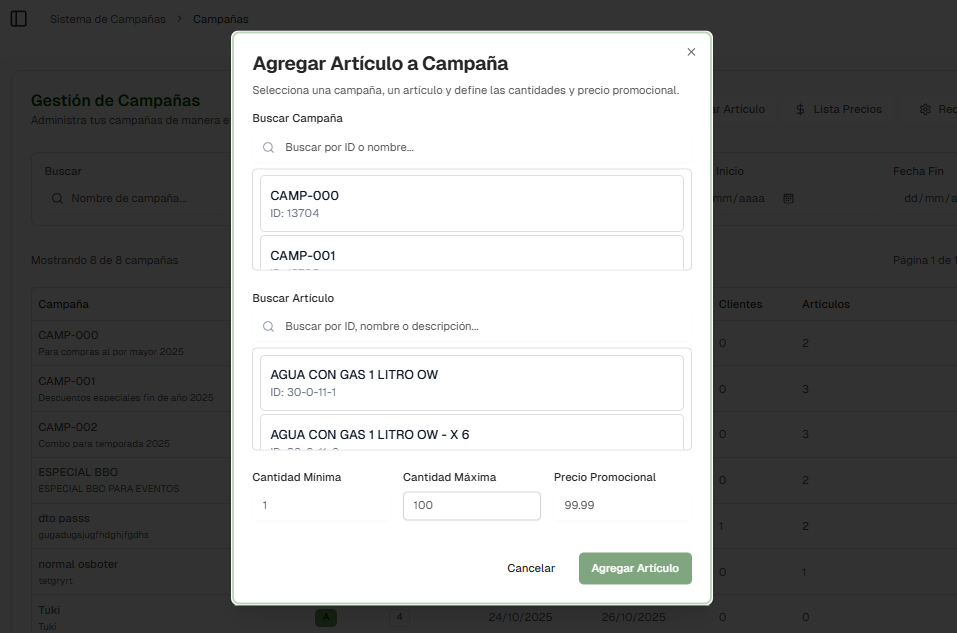 Sistema de Campañas > Campañas
Agregar Artículo a Campaña
Selecciona una campaña, un artículo y define las cantidades y precio promocional.
Gestión de Campañas
Administra tus campañas de manera
Artículo
Lista Precios
Buscar Campaña
Buscar por ID o nombre...
Buscar
Inicio
Fecha Fin
Nombre de campaña...
mm/aaaa
dd/mm/a
CAMP-000
ID: 13704
CAMP-001
Mostrando 8 de 8 campañas
Página 1 de 1
Buscar Artículo
Buscar por ID, nombre o descripción...
Campaña
Clientes
Artículos
CAMP-000
Para compras al por mayor 2025
0
2
AGUA CON GAS 1 LITRO OW
ID: 30-0-11-1
CAMP-001
Descuentos especiales fin de año 2025
0
3
AGUA CON GAS 1 LITRO OW - X 6
CAMP-002
Combo para temporada 2025
0
3
Cantidad Mínima
Cantidad Máxima
Precio Promocional
1
100
99.99
ESPECIAL BBO
ESPECIAL BBO PARA EVENTOS
0
2
dto passs
gugadugsjugfhdghjfgdhs
1
2
Cancelar
Agregar Artículo
normal osboter
tetgryrt
0
1
Tuki
Tuki
A
4
24/10/2025
26/10/2025
0
0